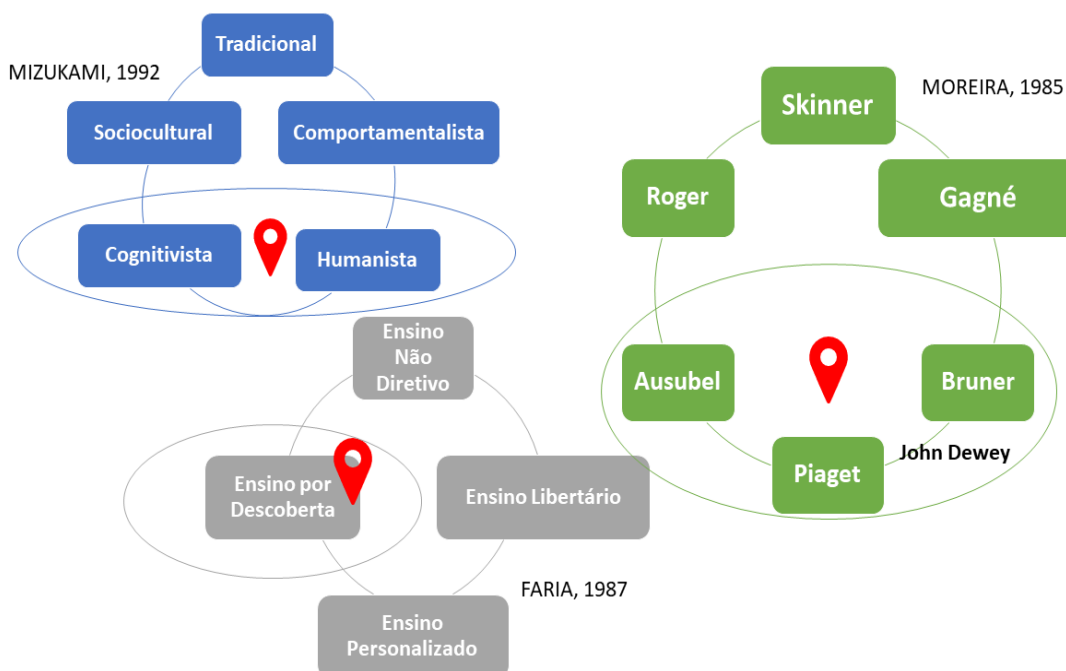 Tradicional
MIZUKAMI, 1992
Sociocultural
Comportamentalista
Cognitivista
Humanista
Skinner
MOREIRA, 1985
Roger
Gagné
Ausubel
Bruner
John Dewey
Piaget
Ensino
Não
Diretivo
Ensino por
Descoberta
Ensino Libertário
FARIA, 1987
Ensino
Personalizado